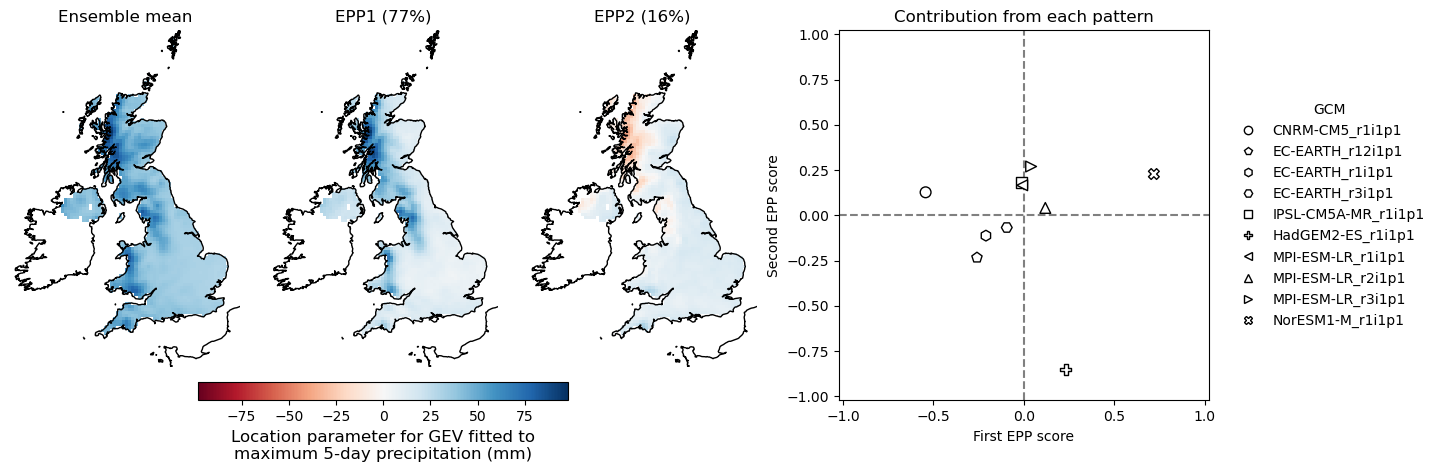 Ensemble mean
EPP1 (77%)
EPP2 (16%)
Contribution from each pattern
−75 −50 −25 0 25 50 75
Location parameter for GEV fitted to
maximum 5-day precipitation (mm)
1.00
0.75
0.50
0.25
0.00
−0.25
−0.50
−0.75
−1.00
Second EPP score
−1.0 −0.5 0.0 0.5 1.0
First EPP score
GCM
CNRM-CM5_r1i1p1
EC-EARTH_r12i1p1
EC-EARTH_r1i1p1
EC-EARTH_r3i1p1
IPSL-CM5A-MR_r1i1p1
HadGEM2-ES_r1i1p1
MPI-ESM-LR_r1i1p1
MPI-ESM-LR_r2i1p1
MPI-ESM-LR_r3i1p1
NorESM1-M_r1i1p1